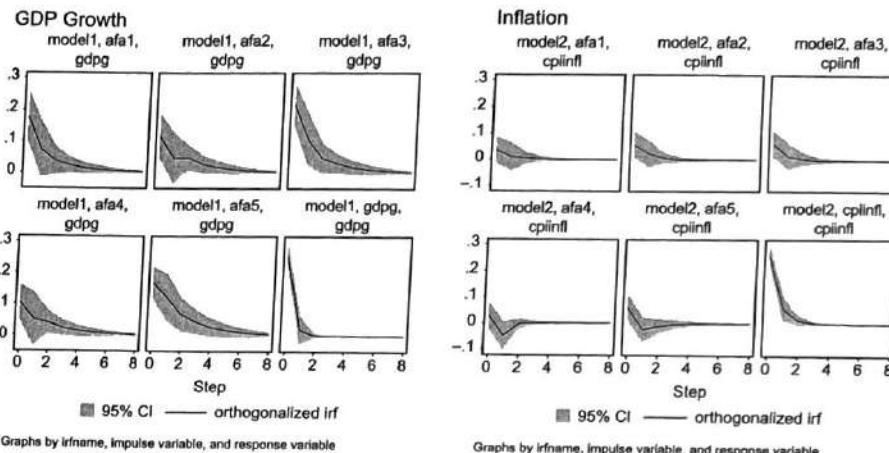 GDP Growth
model1, afa1, gdpg
model1, afa2, gdpg
model1, afa3, gdpg
.3
.2
.1
0
model1, afa4, gdpg
model1, afa5, gdpg
model1, gdpg, gdpg
.3
.2
.1
0
0 2 4 6 8
0 2 4 6 8
0 2 4 6 8
Step
95% CI
orthogonalized irf
Graphs by irfname, impulse variable, and response variable
Inflation
model2, afa1, cpiinfl
model2, afa2, cpiinfl
model2, afa3, cpiinfl
.3
.2
.1
0
–.1
model2, afa4, cpiinfl
model2, afa5, cpiinfl
model2, cpiinfl, cpiinfl
.3
.2
.1
0
–.1
0 2 4 6 8
0 2 4 6 8
0 2 4 6 8
Step
95% CI
orthogonalized irf
Graphs by irfname, impulse variable, and response variable